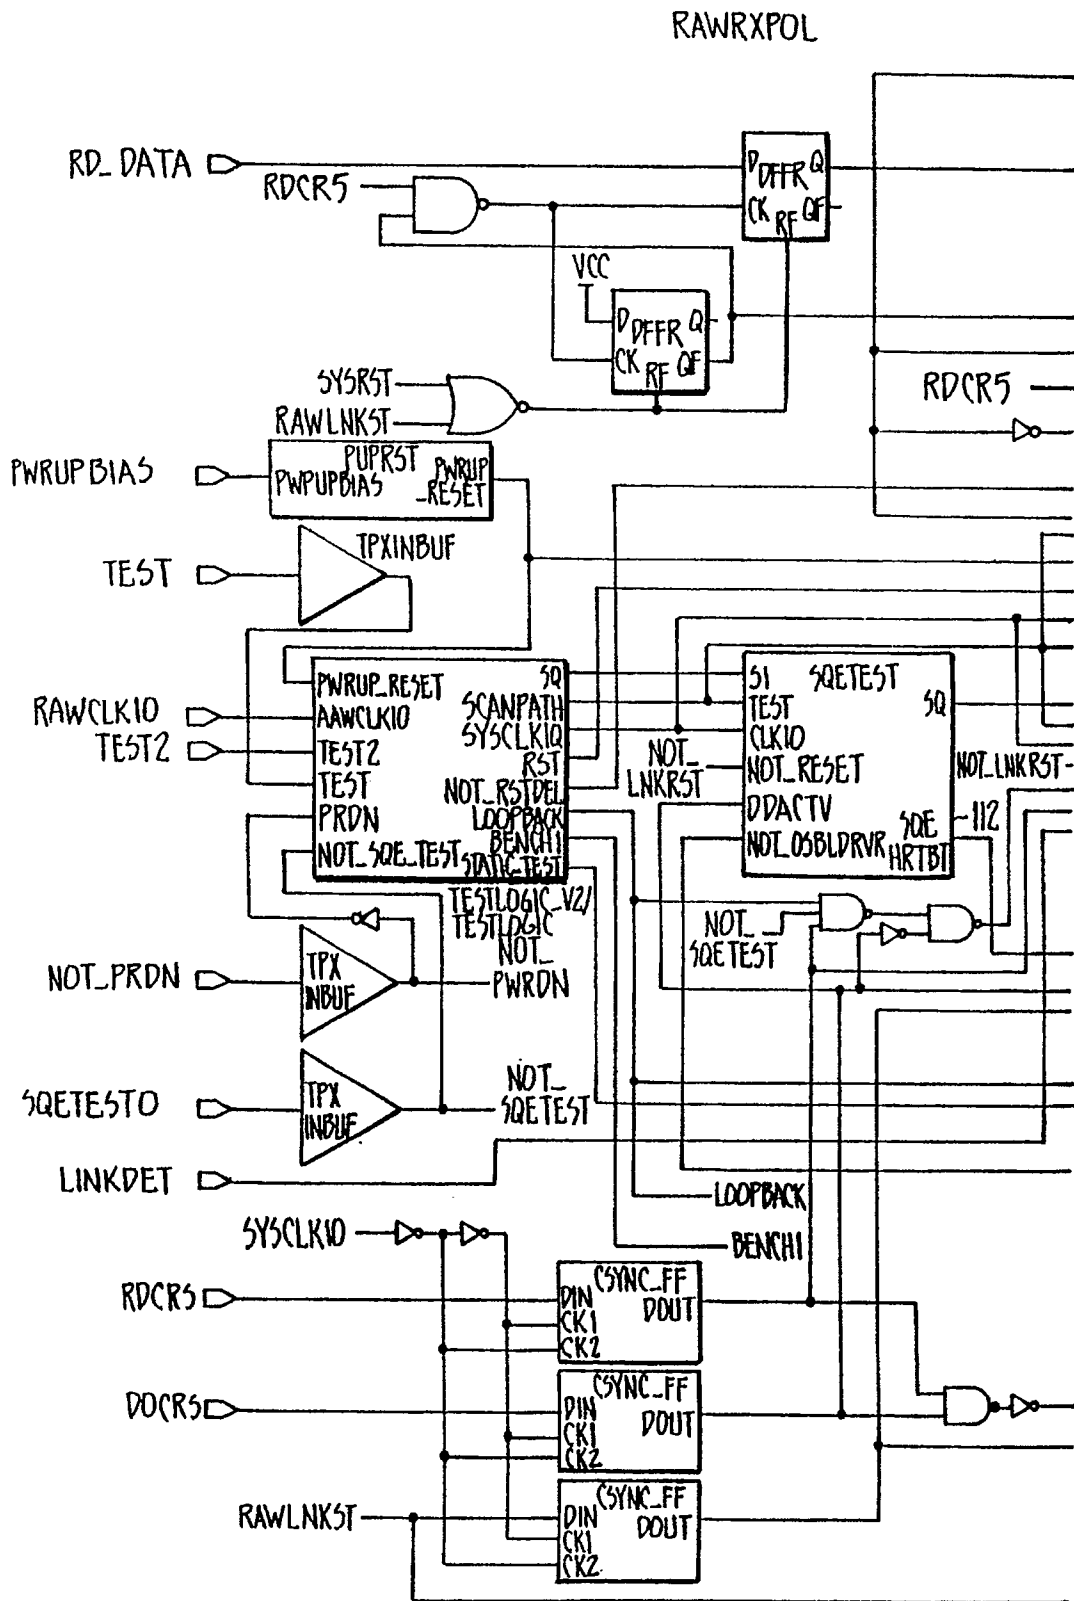 RAWRXPOL
RD_DATA
D DFFR Q
CK RF QF
RDCR5
VCC
D DFFR Q
CK RF QF
SYSRST
RAWLNKST
RDCR5
PWRUPBIAS
PUPRST
PWPUPBIAS
PWRUP
_RESET
TEST
TPXINBUF
RAWCLK10
TEST2
PWRUP_RESET
AAWCLK10
TEST2
TEST
PRDN
NOT_SQE_TEST
SQ
SCANPATH
SYSCLKIQ
RST
NOT_RSTDEL
LOOPBACK
BENCH1
STATIC_TEST
TESTLOGIC_V2/
TESTLOGIC
NOT_
LNKRST
SQETEST
S1
TEST
CLK10
NOT_RESET
DDACTV
NOT_OSBLDRVR
SQ
SQE
HRTBT
112
NOT_LNKRST
NOT_
SQETEST
NOT_PRDN
TPX
INBUF
NOT_
PWRDN
SQETESTO
TPX
INBUF
NOT_
SQETEST
LINKDET
LOOPBACK
BENCH1
SYSCLK10
RDCRS
CSYNC_FF
DIN DOUT
CK1
CK2
DOCRS
CSYNC_FF
DIN DOUT
CK1
CK2
RAWLNKST
CSYNC_FF
DIN DOUT
CK1
CK2